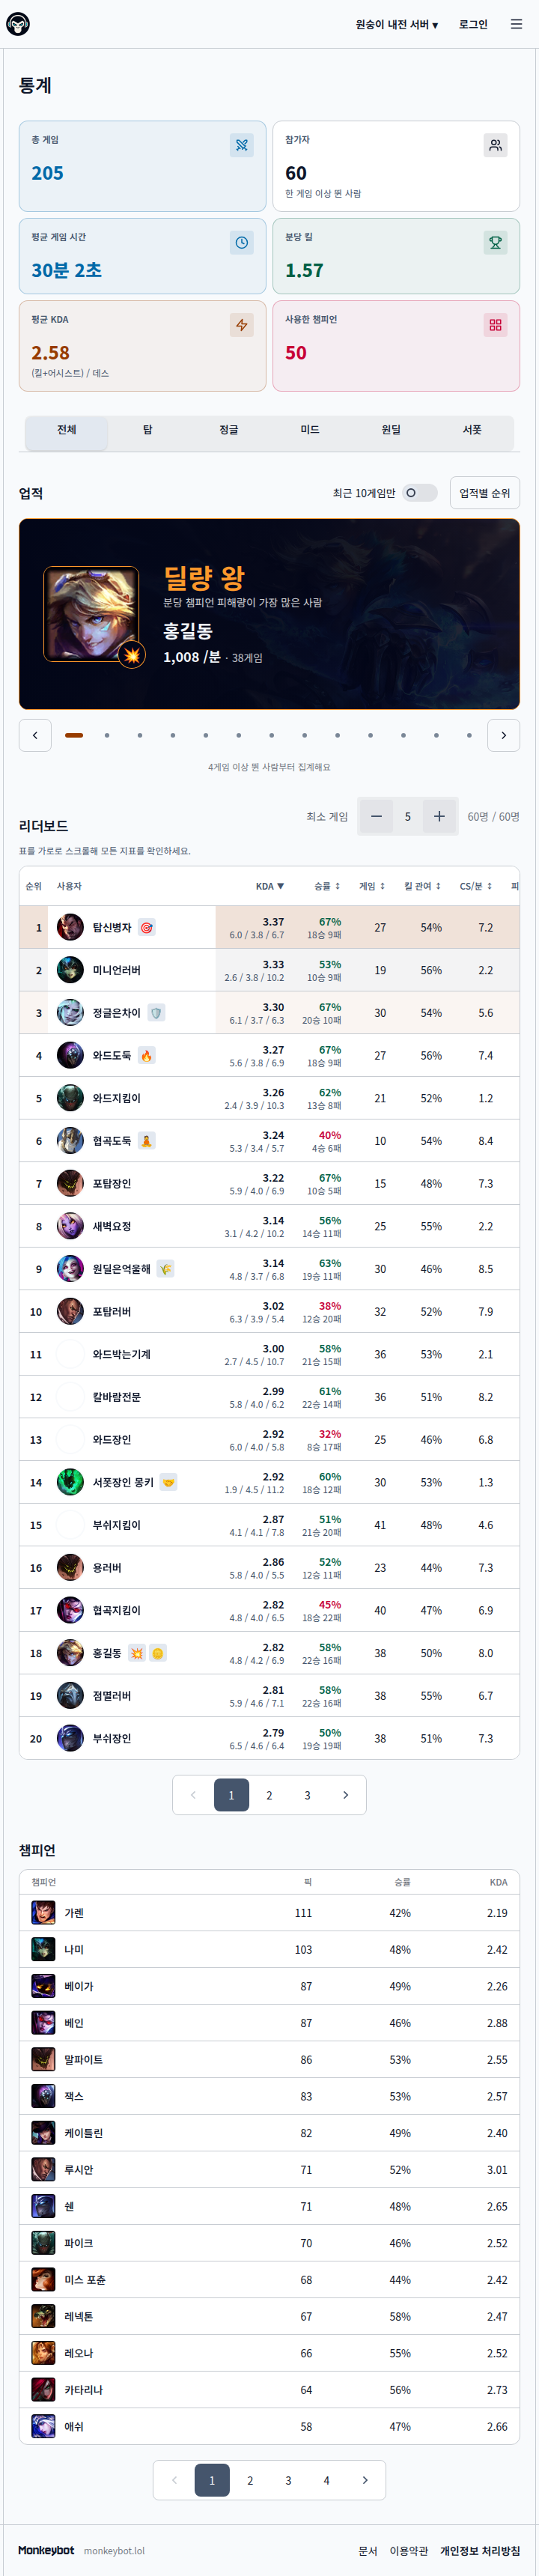 원숭이 내전 서버 ▾ 로그인
통계
총 게임
205
참가자
60
한 게임 이상 뛴 사람
평균 게임 시간
30분 2초
분당 킬
1.57
평균 KDA
2.58
(킬+어시스트) / 데스
사용한 챔피언
50
전체 탑 정글 미드 원딜 서폿
업적 최근 10게임만 업적별 순위
딜량 왕
분당 챔피언 피해량이 가장 많은 사람
홍길동
1,008 /분 · 38게임
4게임 이상 뛴 사람부터 집계해요
리더보드 최소 게임 − 5 + 60명 / 60명
표를 가로로 스크롤해 모든 지표를 확인하세요.
순위 사용자 KDA ▼ 승률 ↕ 게임 ↕ 킬 관여 ↕ CS/분 ↕ 피
1 탑신병자 3.37 67% 27 54% 7.2
6.0 / 3.8 / 6.7 18승 9패
2 미니언러버 3.33 53% 19 56% 2.2
2.6 / 3.8 / 10.2 10승 9패
3 정글은차이 3.30 67% 30 54% 5.6
6.1 / 3.7 / 6.3 20승 10패
4 와드도둑 3.27 67% 27 56% 7.4
5.6 / 3.8 / 6.9 18승 9패
5 와드지킴이 3.26 62% 21 52% 1.2
2.4 / 3.9 / 10.3 13승 8패
6 협곡도둑 3.24 40% 10 54% 8.4
5.3 / 3.4 / 5.7 4승 6패
7 포탑장인 3.22 67% 15 48% 7.3
5.9 / 4.0 / 6.9 10승 5패
8 새벽요정 3.14 56% 25 55% 2.2
3.1 / 4.2 / 10.2 14승 11패
9 원딜은억울해 3.14 63% 30 46% 8.5
4.8 / 3.7 / 6.8 19승 11패
10 포탑러버 3.02 38% 32 52% 7.9
6.3 / 3.9 / 5.4 12승 20패
11 와드박는기계 3.00 58% 36 53% 2.1
2.7 / 4.5 / 10.7 21승 15패
12 칼바람전문 2.99 61% 36 51% 8.2
5.8 / 4.0 / 6.2 22승 14패
13 와드장인 2.92 32% 25 46% 6.8
6.0 / 4.0 / 5.8 8승 17패
14 서폿장인 몽키 2.92 60% 30 53% 1.3
1.9 / 4.5 / 11.2 18승 12패
15 부쉬지킴이 2.87 51% 41 48% 4.6
4.1 / 4.1 / 7.8 21승 20패
16 용러버 2.86 52% 23 44% 7.3
5.8 / 4.0 / 5.5 12승 11패
17 협곡지킴이 2.82 45% 40 47% 6.9
4.8 / 4.0 / 6.5 18승 22패
18 홍길동 2.82 58% 38 50% 8.0
4.8 / 4.2 / 6.9 22승 16패
19 점멸러버 2.81 58% 38 55% 6.7
5.9 / 4.6 / 7.1 22승 16패
20 부쉬장인 2.79 50% 38 51% 7.3
6.5 / 4.6 / 6.4 19승 19패
1 2 3
챔피언
챔피언 픽 승률 KDA
가렌 111 42% 2.19
나미 103 48% 2.42
베이가 87 49% 2.26
베인 87 46% 2.88
말파이트 86 53% 2.55
잭스 83 53% 2.57
케이틀린 82 49% 2.40
루시안 71 52% 3.01
쉔 71 48% 2.65
파이크 70 46% 2.52
미스 포츈 68 44% 2.42
레넥톤 67 58% 2.47
레오나 66 55% 2.52
카타리나 64 56% 2.73
애쉬 58 47% 2.66
1 2 3 4
Monkeybot monkeybot.lol 문서 이용약관 개인정보 처리방침